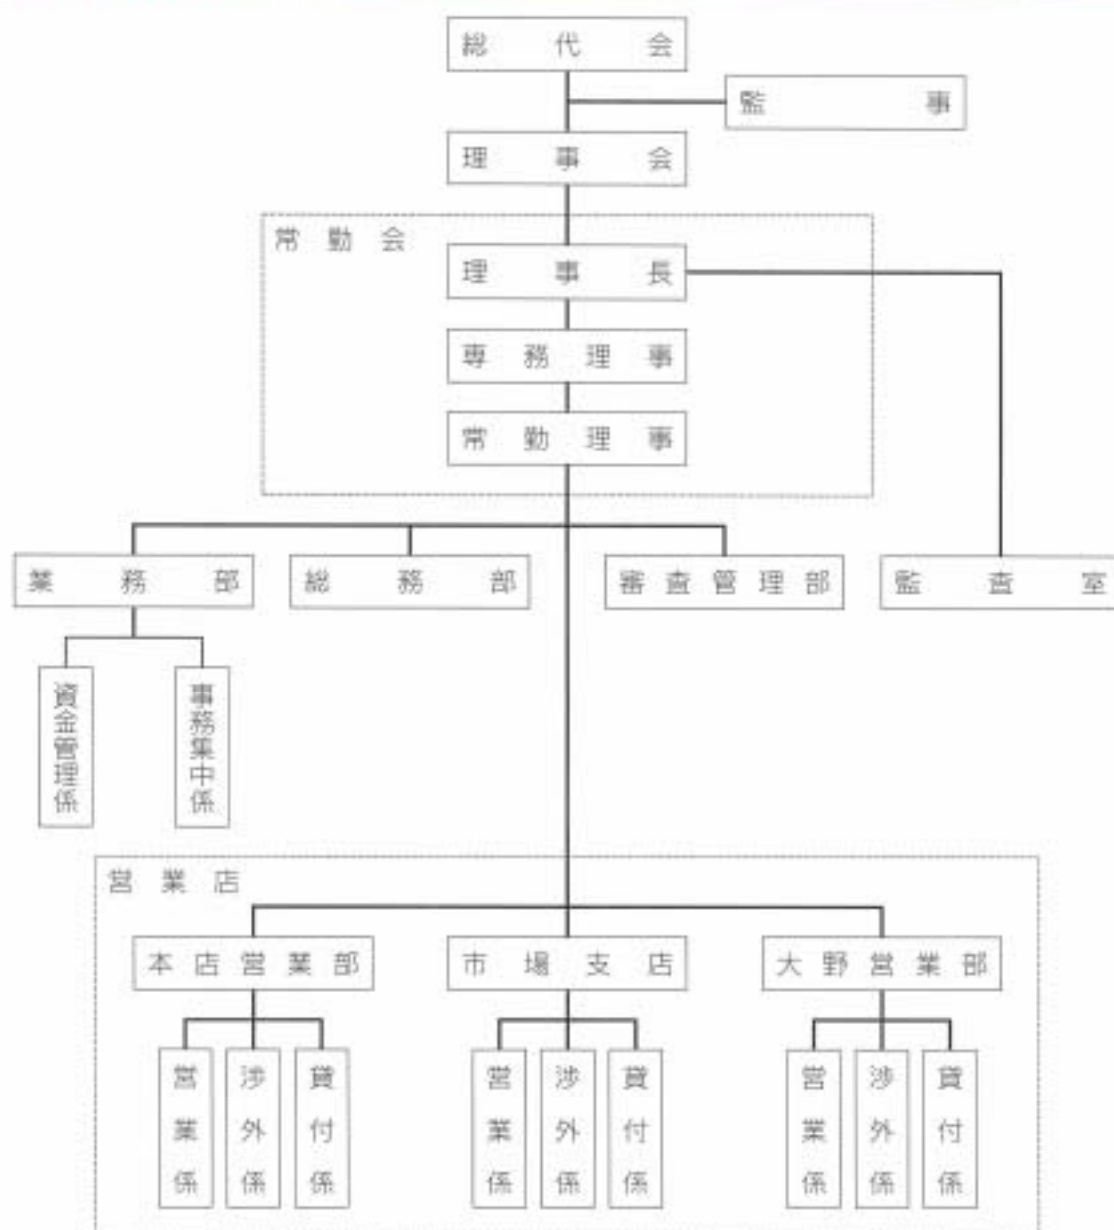 総代会
監事
理事会
常勤会
理事長
専務理事
常勤理事
業務部
総務部
審査管理部
監査室
資金管理係
事務集中係
営業店
本店営業部
市場支店
大野営業部
営業係
渉外係
貸付係
営業係
渉外係
貸付係
営業係
渉外係
貸付係